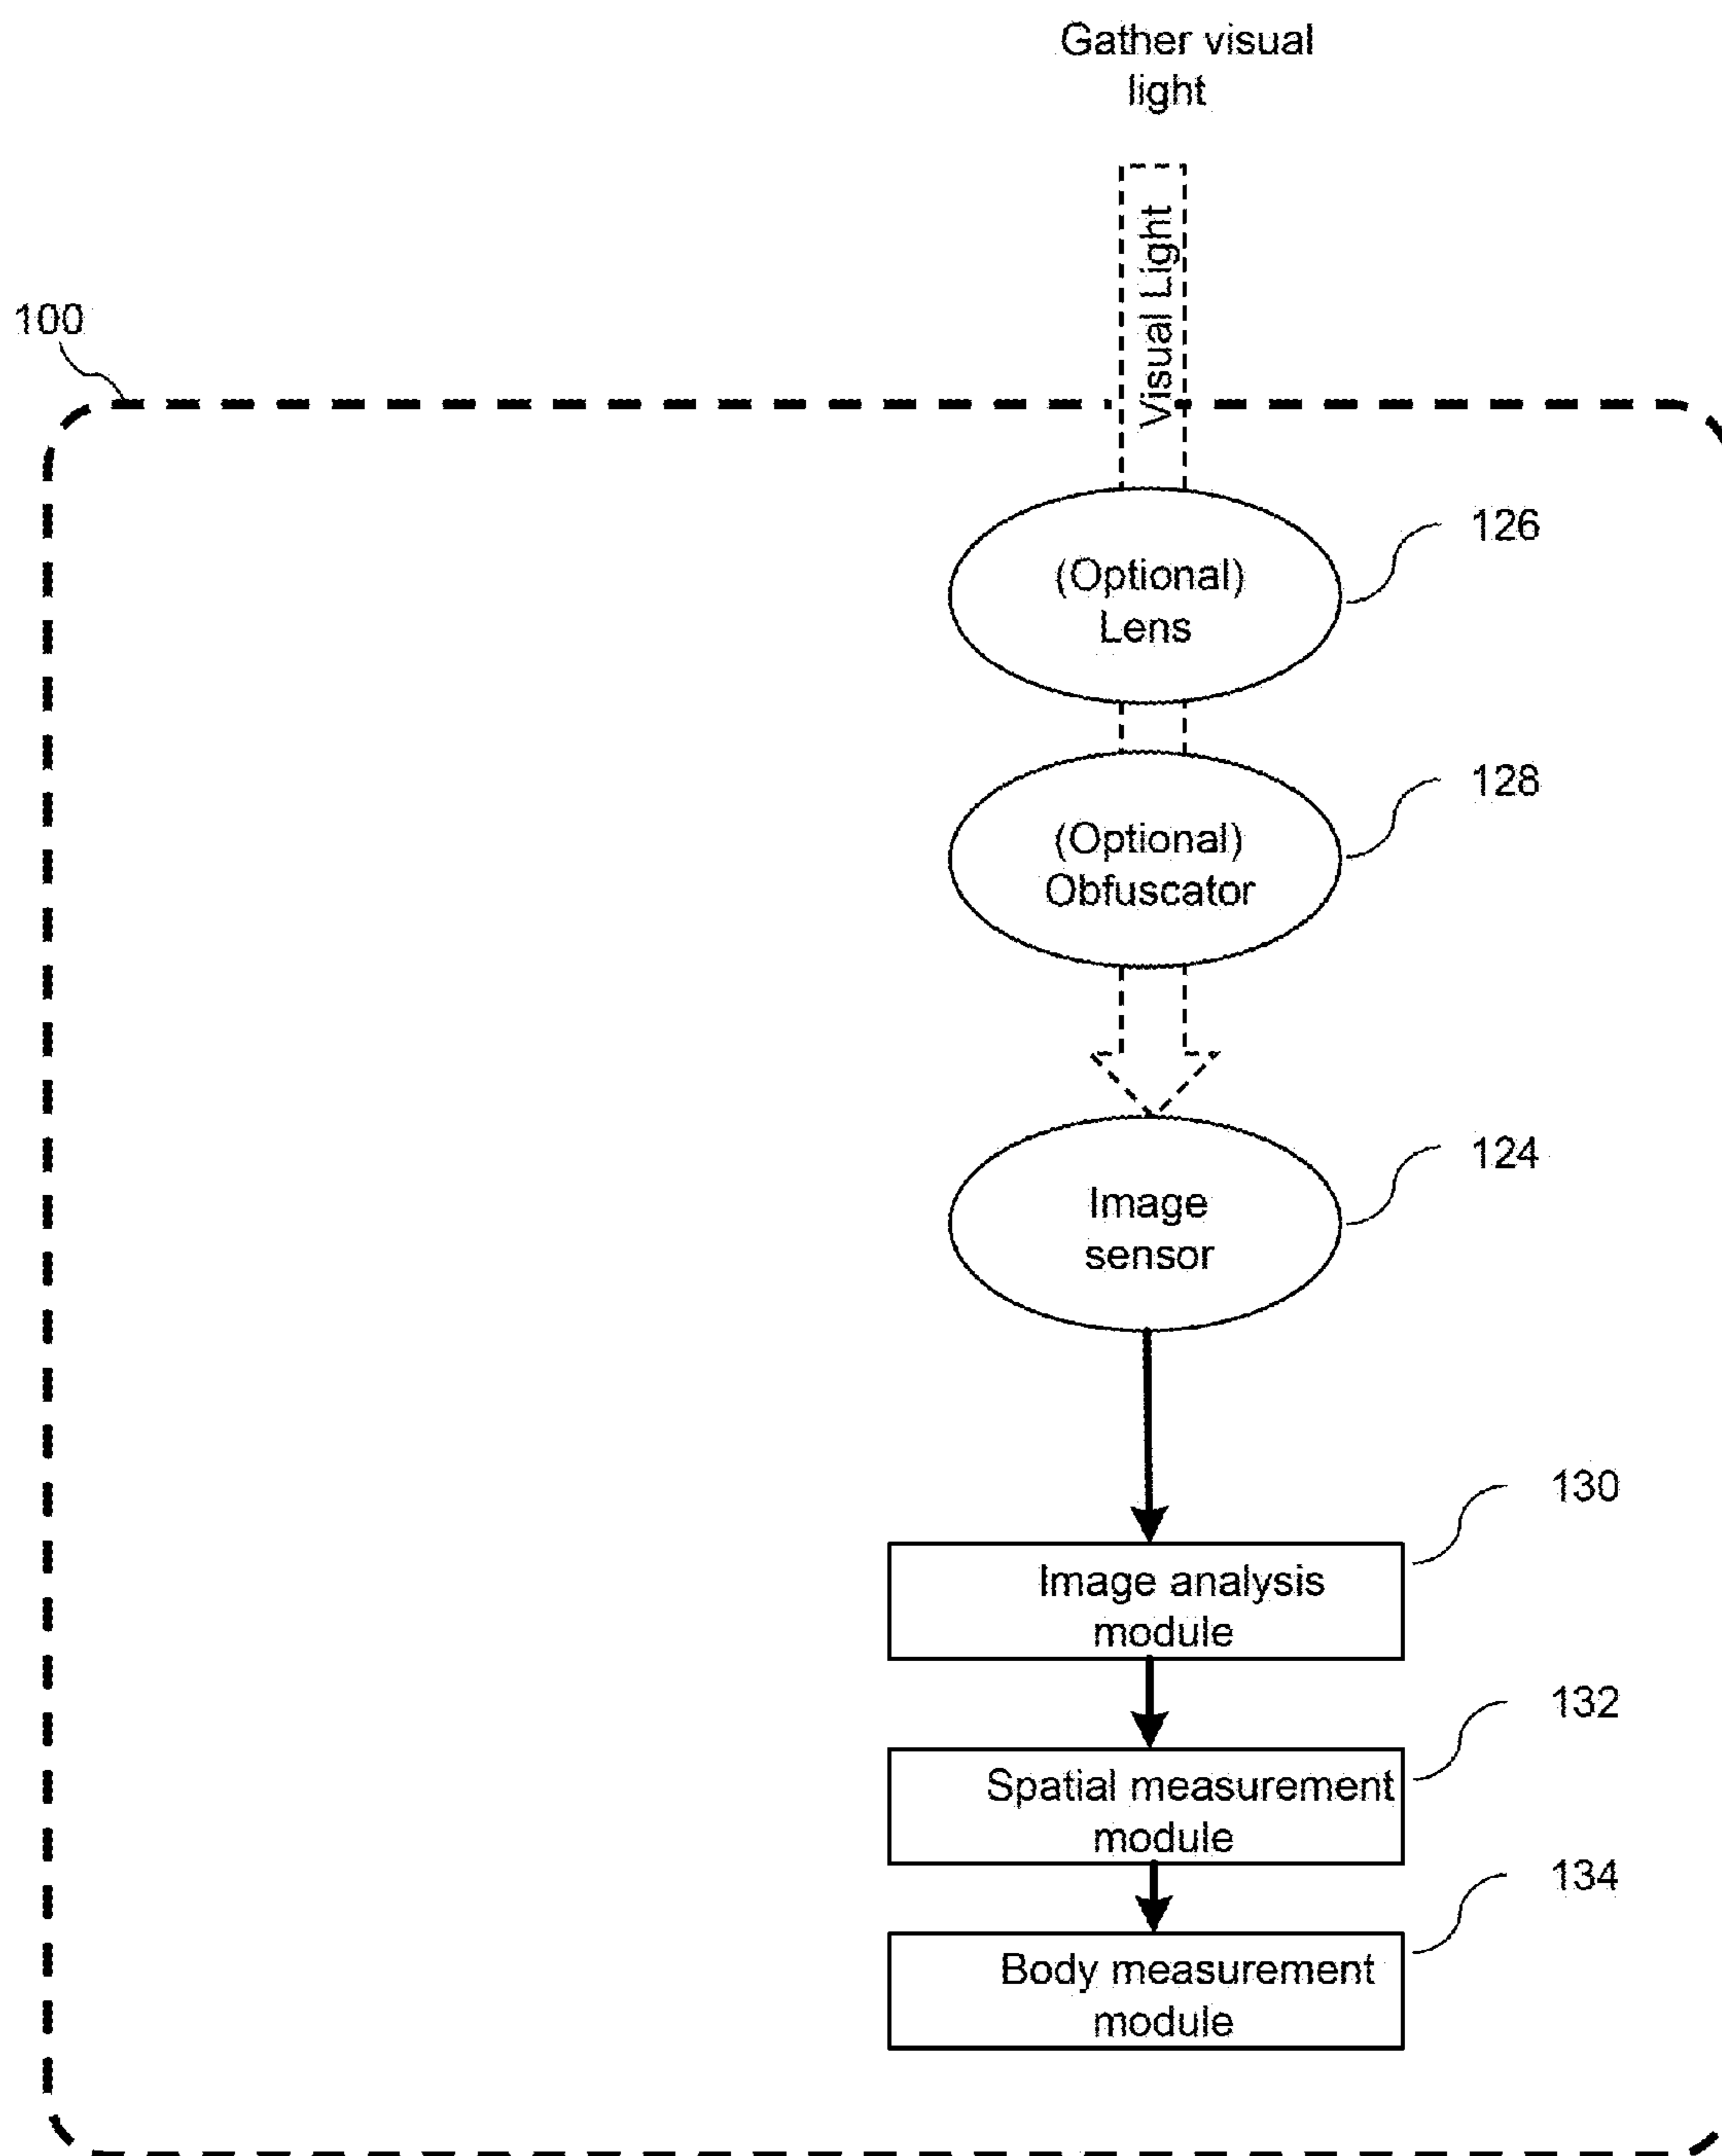 Gather visual
light
Visual Light
100
(Optional)
Lens
126
(Optional)
Obfuscator
128
Image
sensor
124
Image analysis
module
130
Spatial measurement
module
132
Body measurement
module
134